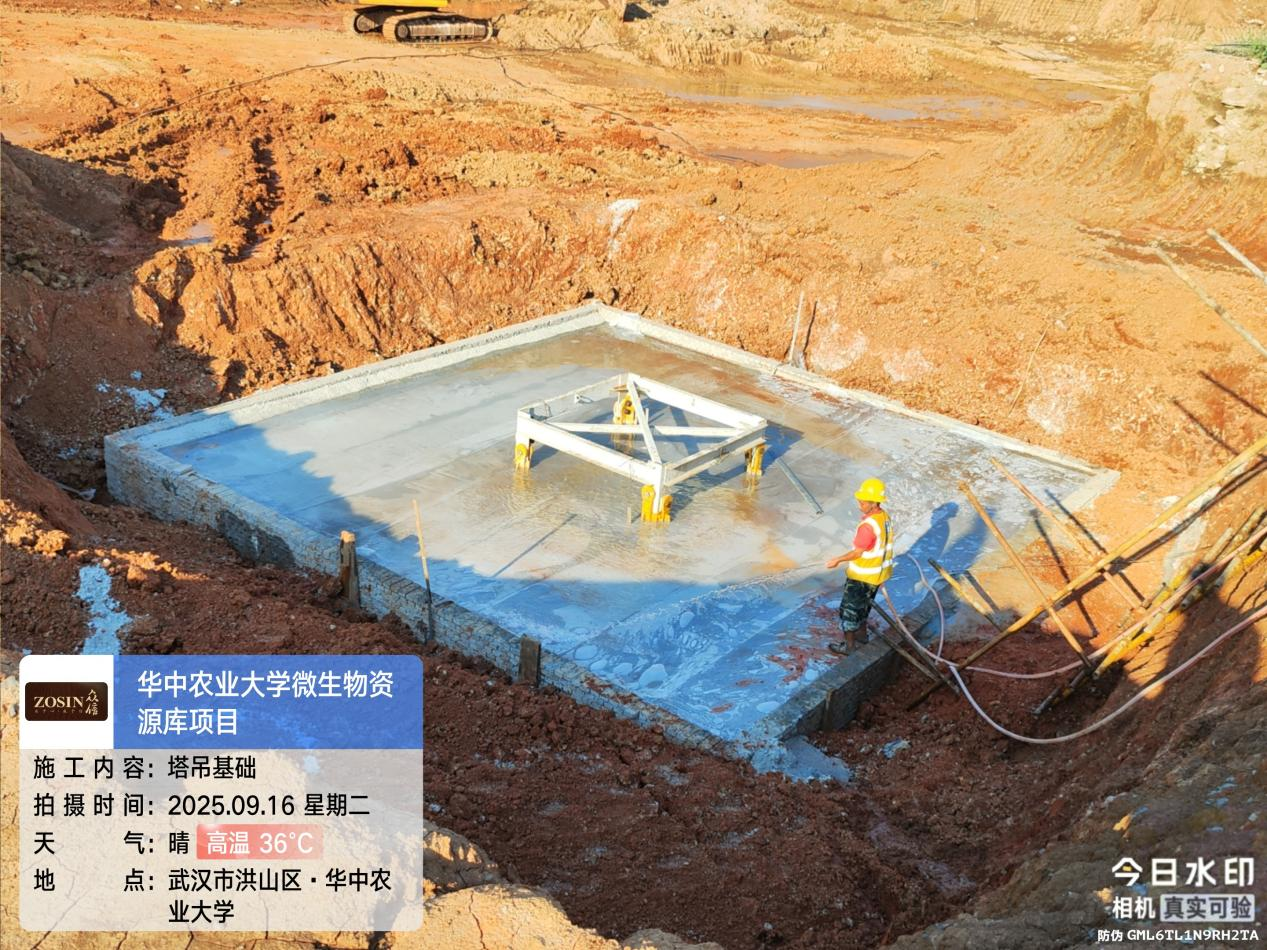 ZOSIN 众信
华中农业大学微生物资
源库项目
施工内容：塔吊基础
拍摄时间：2025.09.16 星期二
天气：晴 高温 36°C
地点：武汉市洪山区·华中农
业大学
今日水印
相机 真实可验
防伪 GML6TL1N9RH2TA